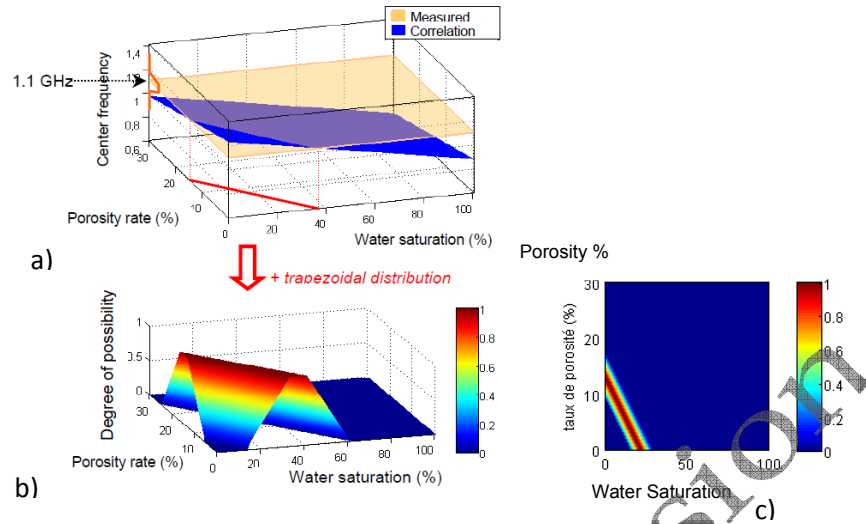 Measured
Correlation
1.1 GHz
Center frequency
1,4
1
0,8
0,6
30
20
10
0
Porosity rate (%)
20
40
60
80
100
Water saturation (%)
a)
+ trapezoidal distribution
Degree of possibility
1
0.5
0
30
20
10
0
Porosity rate (%)
20
40
60
80
100
Water saturation (%)
1
0.8
0.6
0.4
0.2
0
b)
Porosity %
taux de porosité (%)
30
20
10
0
0
50
100
Water Saturation
1
0.8
0.6
0.4
0.2
0
c)
sion